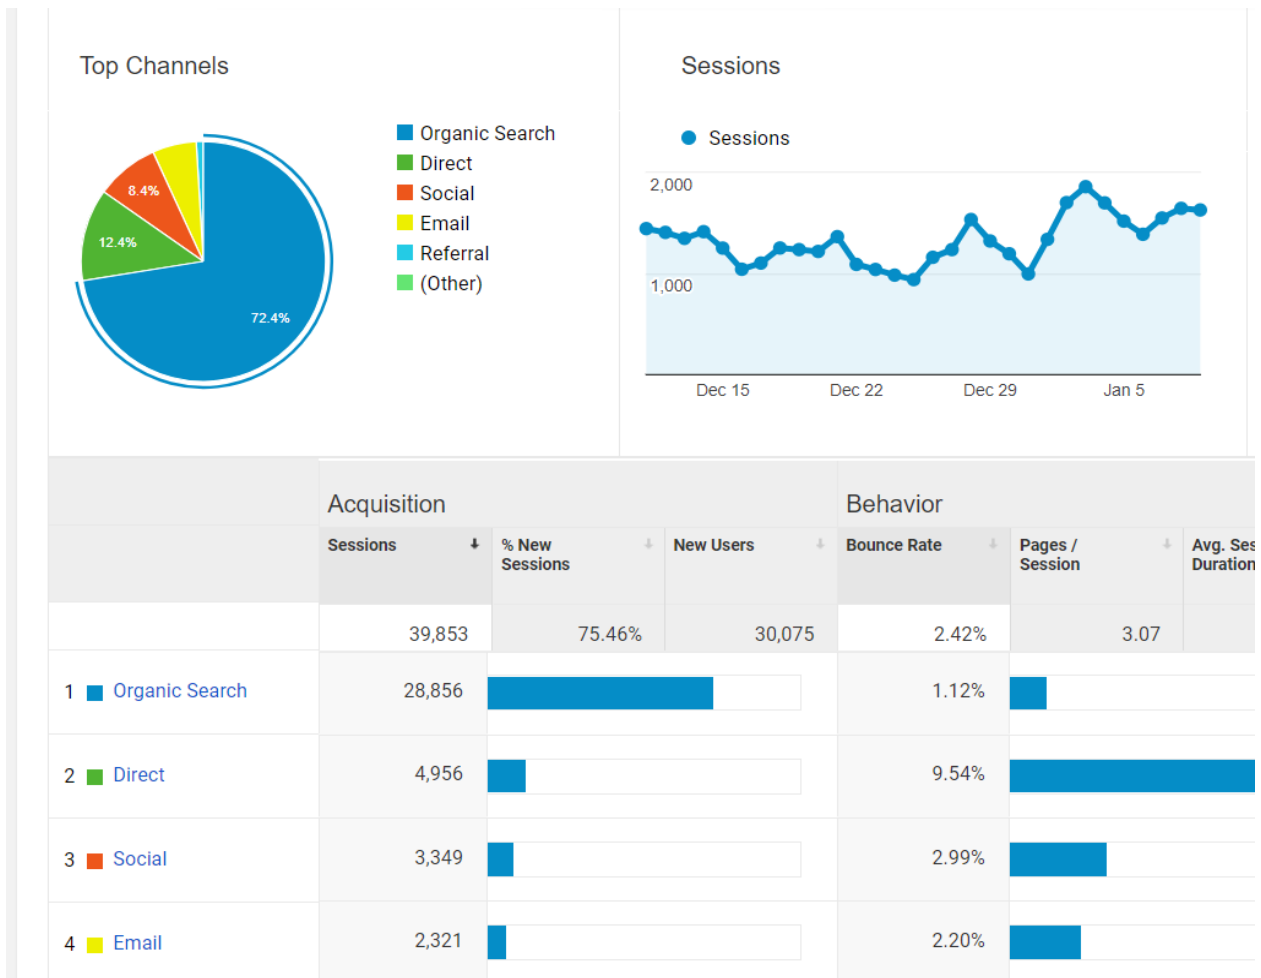 Top Channels
Organic Search
Direct
Social
Email
Referral
(Other)
8.4%
12.4%
72.4%
Sessions
Sessions
2,000
1,000
Dec 15 Dec 22 Dec 29 Jan 5
Acquisition Behavior
Sessions % New Sessions New Users Bounce Rate Pages / Session Avg. Ses Duration
39,853 75.46% 30,075 2.42% 3.07
1 Organic Search 28,856 1.12%
2 Direct 4,956 9.54%
3 Social 3,349 2.99%
4 Email 2,321 2.20%